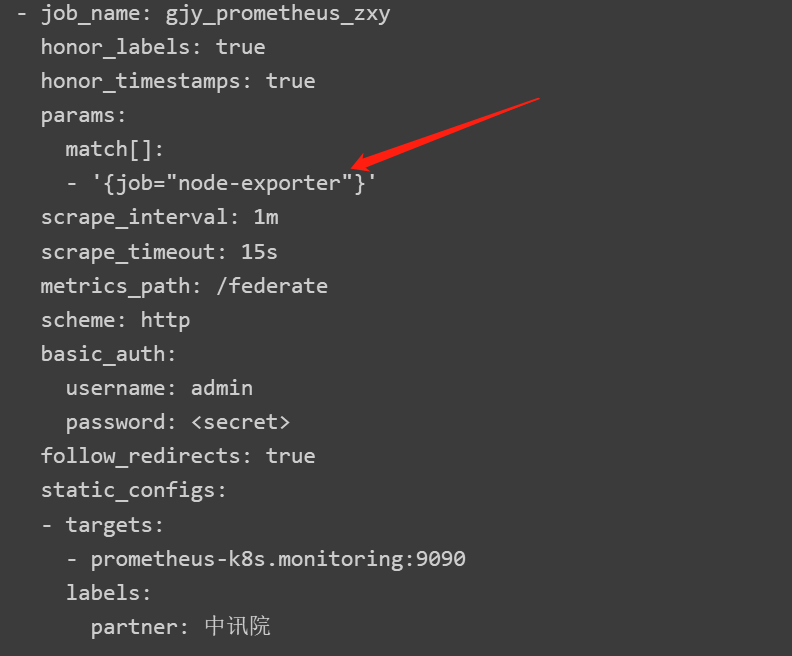 - job_name: gjy_prometheus_zxy
honor_labels: true
honor_timestamps: true
params:
match[]:
- '{job="node-exporter"}'
scrape_interval: 1m
scrape_timeout: 15s
metrics_path: /federate
scheme: http
basic_auth:
username: admin
password: <secret>
follow_redirects: true
static_configs:
- targets:
- prometheus-k8s.monitoring:9090
labels:
partner: 中讯院